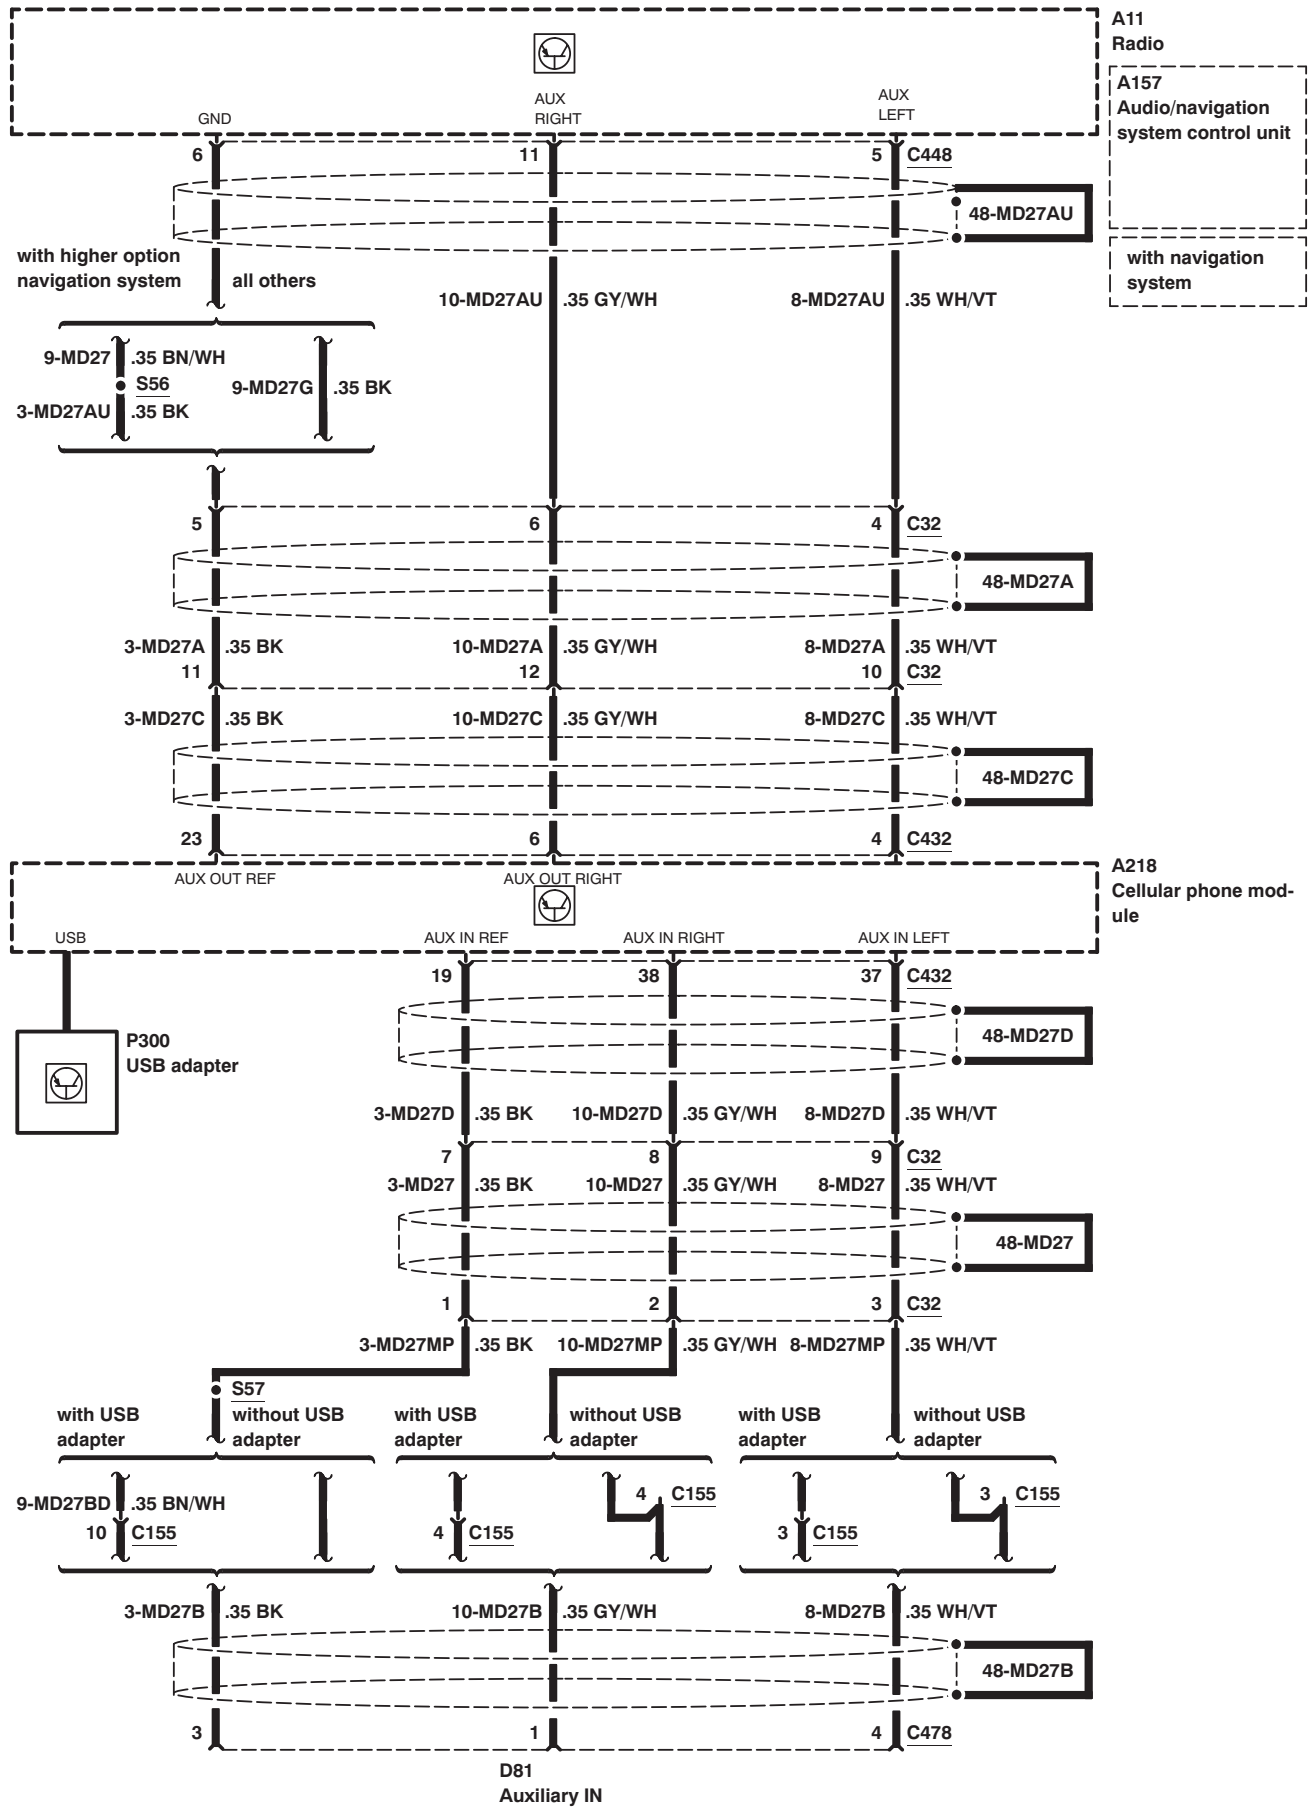 A11
Radio
A157
Audio/navigation
system control unit
with navigation
system
GND
AUX
RIGHT
AUX
LEFT
6
11
5 C448
48-MD27AU
with higher option
navigation system
all others
10-MD27AU .35 GY/WH
8-MD27AU .35 WH/VT
9-MD27 .35 BN/WH
S56
3-MD27AU .35 BK
9-MD27G .35 BK
5
6
4 C32
48-MD27A
3-MD27A .35 BK
10-MD27A .35 GY/WH
8-MD27A .35 WH/VT
11
12
10 C32
3-MD27C .35 BK
10-MD27C .35 GY/WH
8-MD27C .35 WH/VT
48-MD27C
23
6
4 C432
A218
Cellular phone mod-
ule
AUX OUT REF
AUX OUT RIGHT
USB
AUX IN REF
AUX IN RIGHT
AUX IN LEFT
19
38
37 C432
P300
USB adapter
48-MD27D
3-MD27D .35 BK
10-MD27D .35 GY/WH
8-MD27D .35 WH/VT
7
8
9 C32
3-MD27 .35 BK
10-MD27 .35 GY/WH
8-MD27 .35 WH/VT
48-MD27
1
2
3 C32
3-MD27MP .35 BK
10-MD27MP .35 GY/WH
8-MD27MP .35 WH/VT
S57
with USB
adapter
without USB
adapter
with USB
adapter
without USB
adapter
with USB
adapter
without USB
adapter
9-MD27BD .35 BN/WH
10 C155
4 C155
4 C155
3 C155
3 C155
3-MD27B .35 BK
10-MD27B .35 GY/WH
8-MD27B .35 WH/VT
48-MD27B
3
1
4 C478
D81
Auxiliary IN